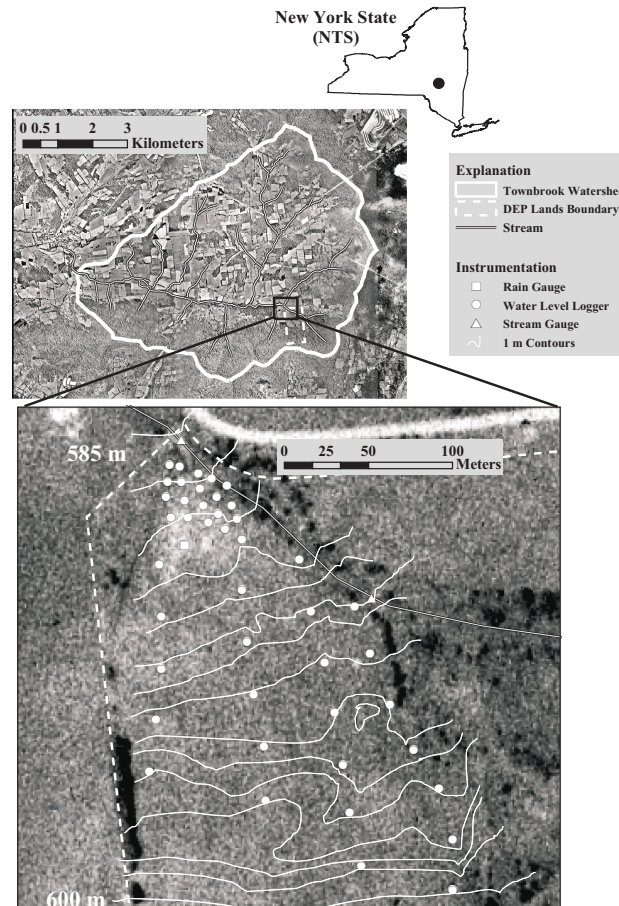 New York State
(NTS)
0 0.5 1 2 3
Kilometers
Explanation
Townbrook Watershe
DEP Lands Boundary
Stream
Instrumentation
Rain Gauge
Water Level Logger
Stream Gauge
1 m Contours
585 m
0 25 50 100
Meters
600 m